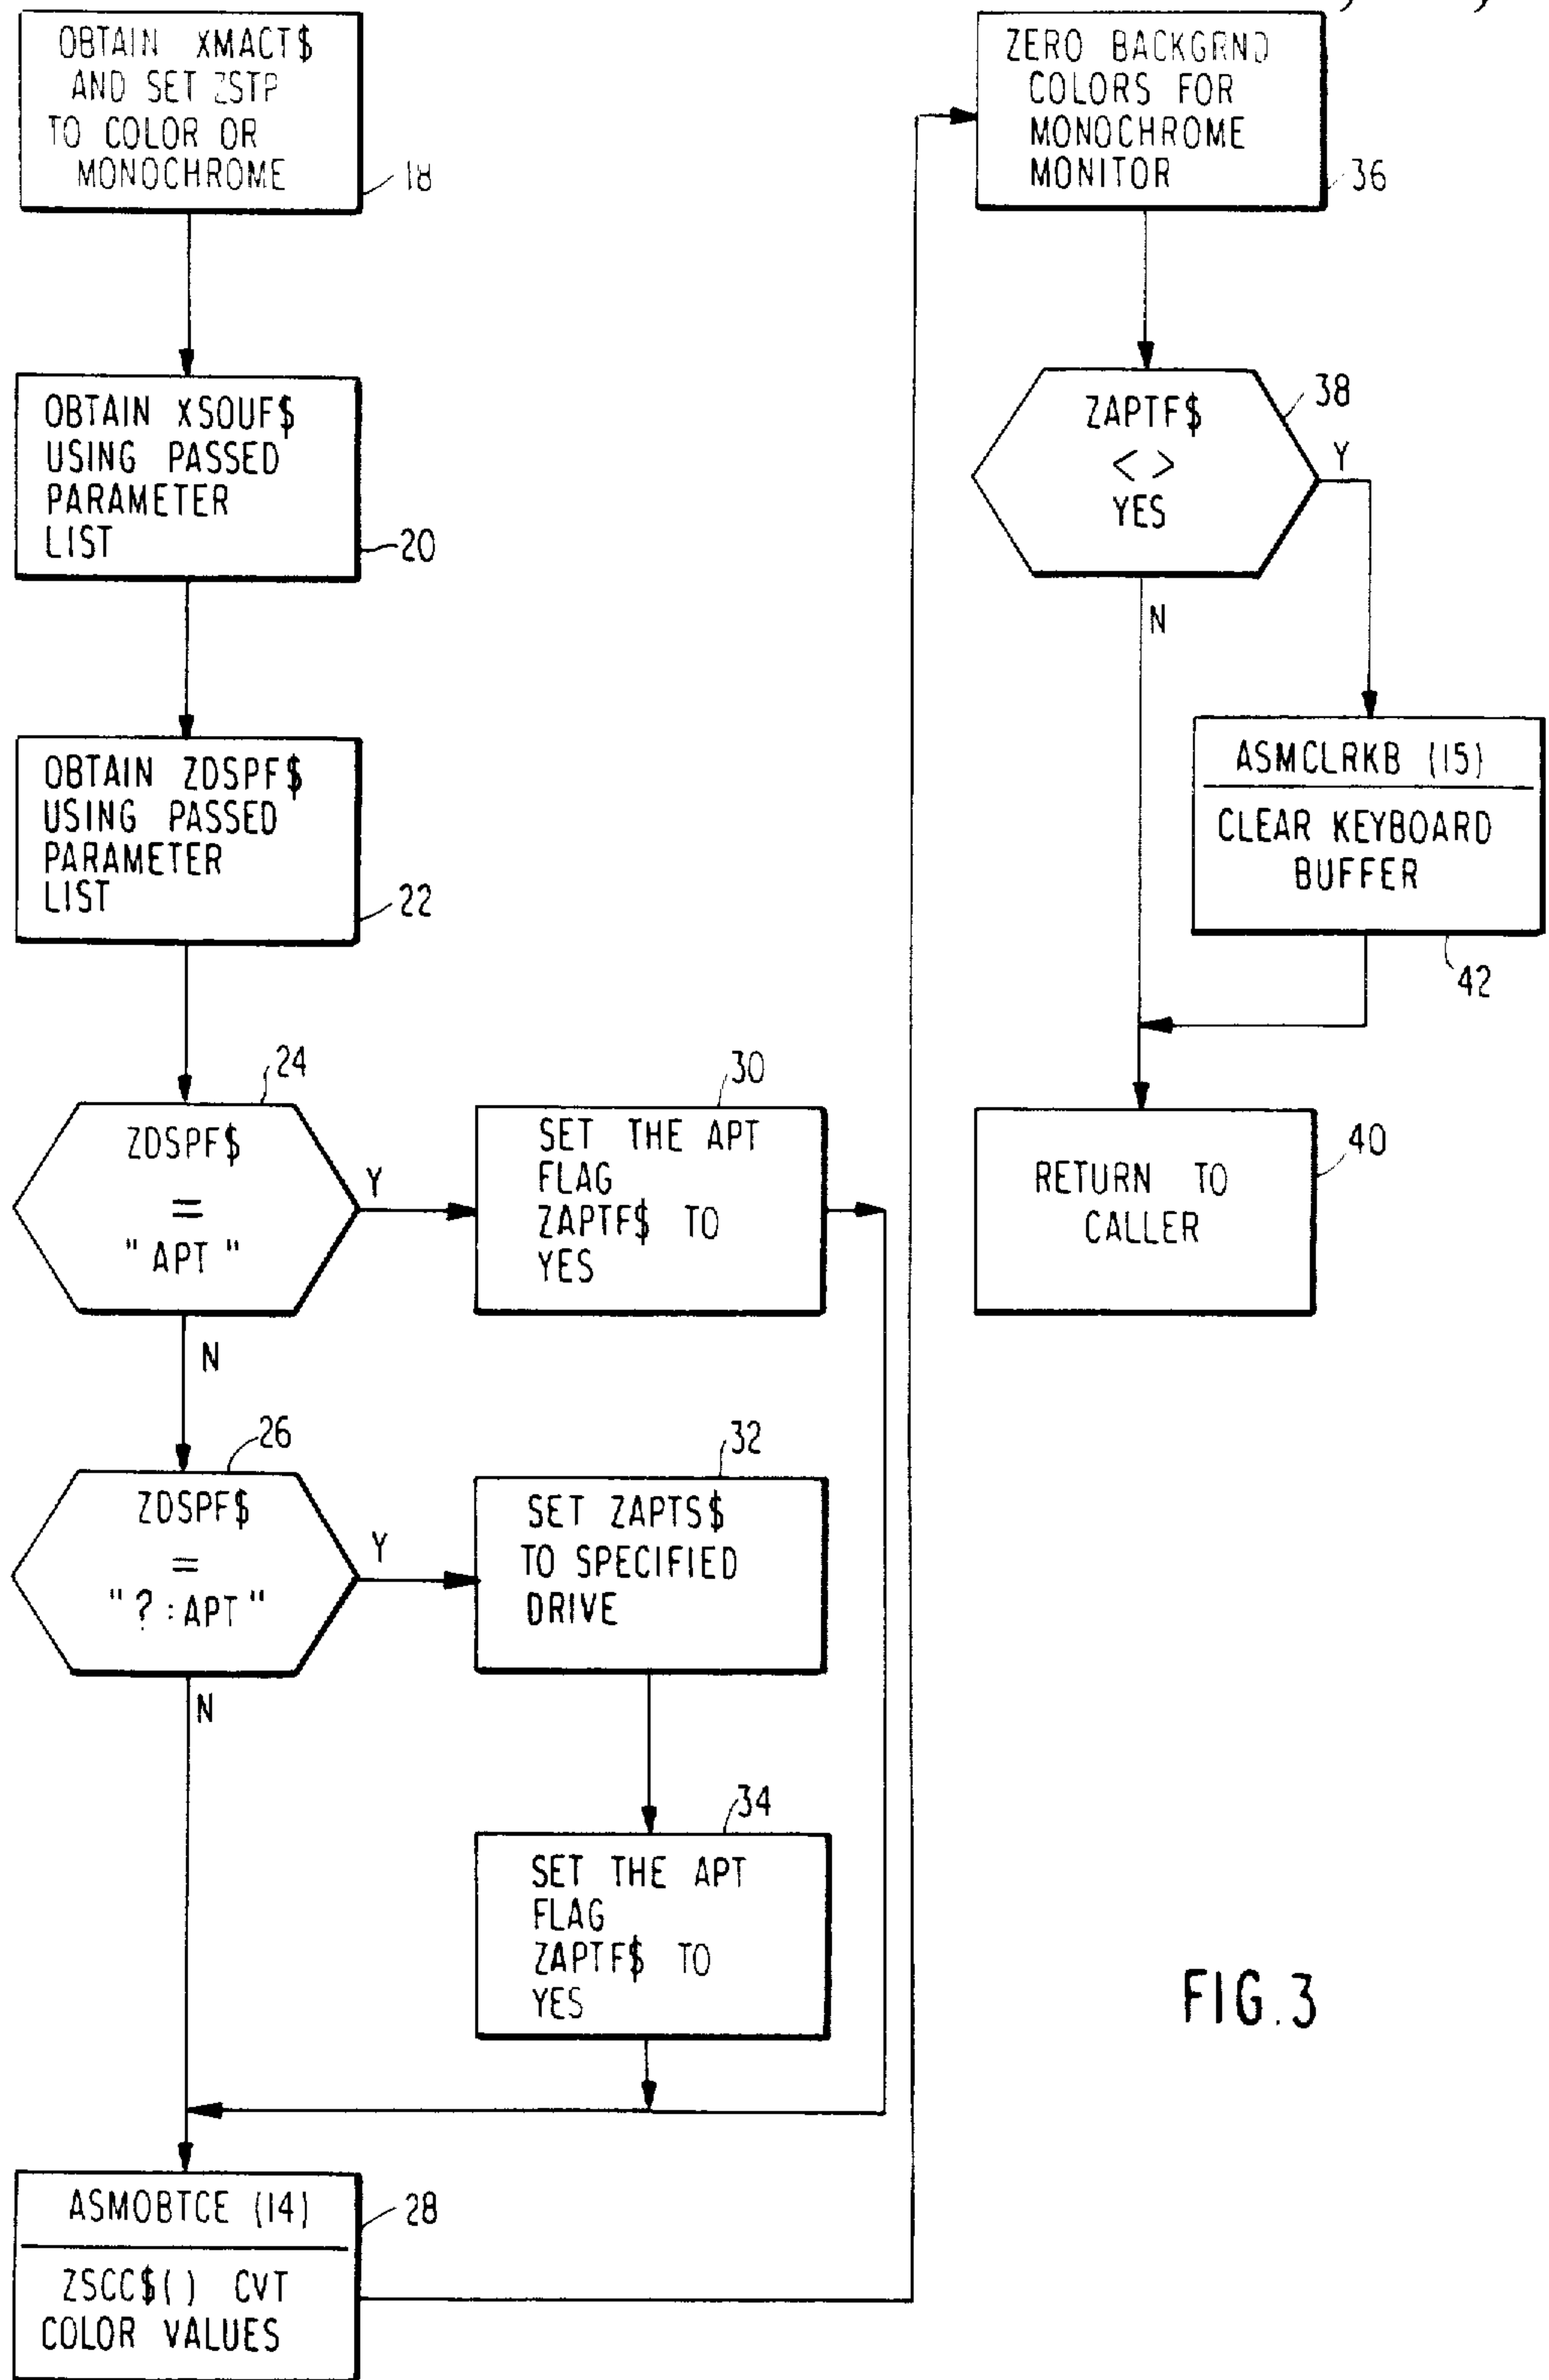 OBTAIN XMACT$
AND SET ZSTP
TO COLOR OR
MONOCHROME
18
OBTAIN XSOUF$
USING PASSED
PARAMETER
LIST
20
OBTAIN ZDSPF$
USING PASSED
PARAMETER
LIST
22
24
ZDSPF$
=
"APT"
Y
N
30
SET THE APT
FLAG
ZAPTF$ TO
YES
26
ZDSPF$
=
"?:APT"
Y
N
32
SET ZAPTS$
TO SPECIFIED
DRIVE
34
SET THE APT
FLAG
ZAPTF$ TO
YES
ASMOBTCE (14)
ZSCC$() CVT
COLOR VALUES
28
ZERO BACKGRND
COLORS FOR
MONOCHROME
MONITOR
36
38
ZAPTF$
<>
YES
Y
N
ASMCLRKB (15)
CLEAR KEYBOARD
BUFFER
42
RETURN TO
CALLER
40
FIG.3